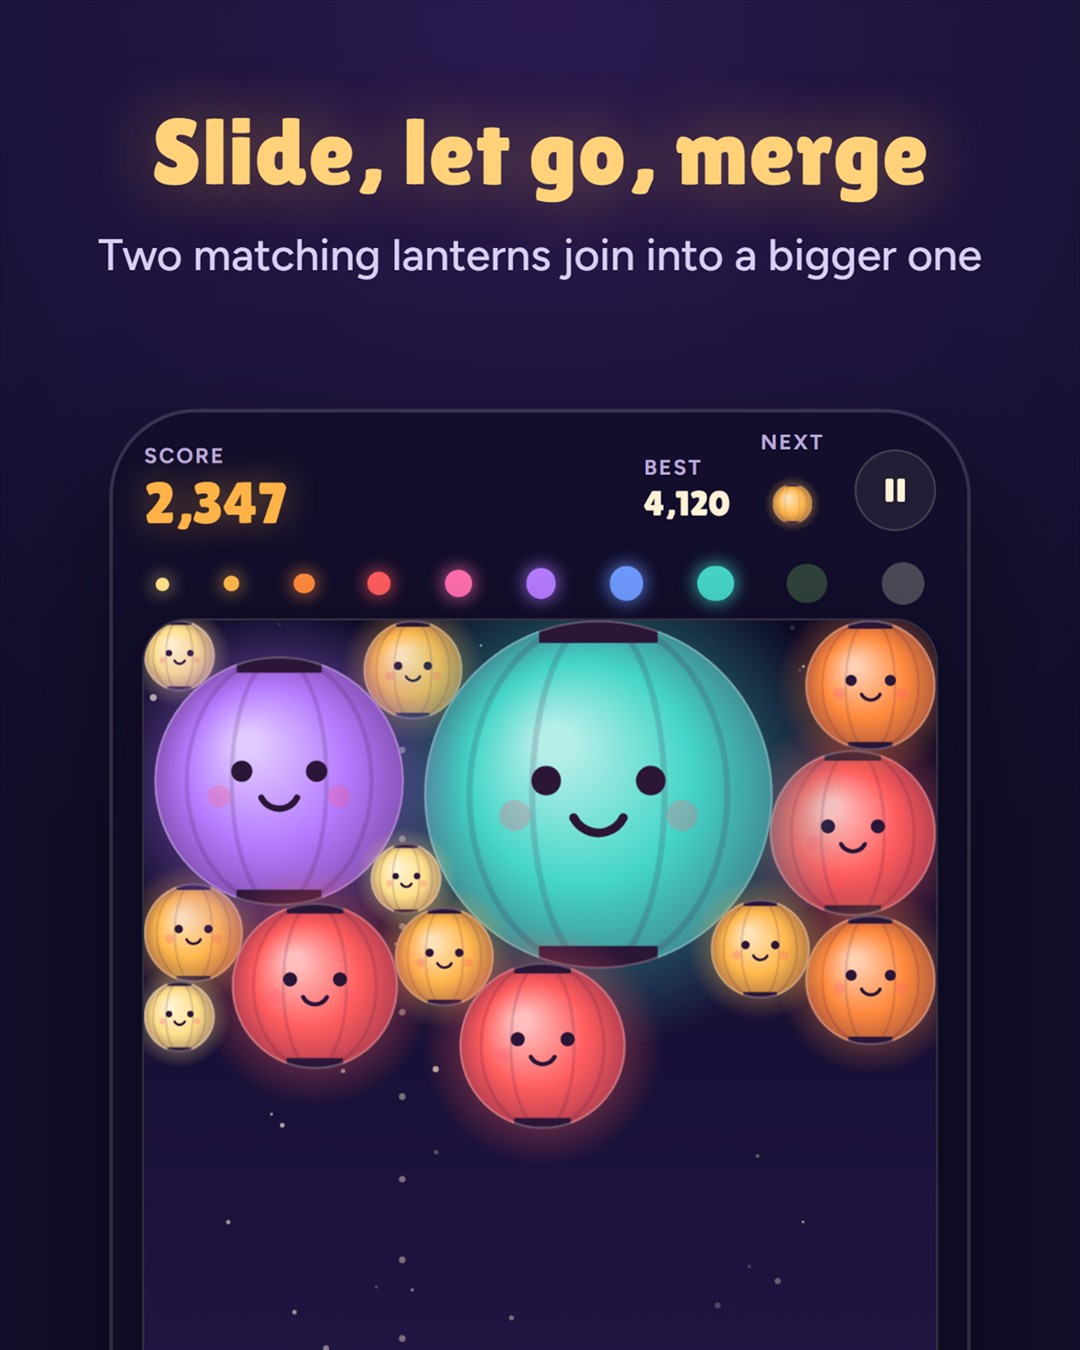 Slide, let go, merge
Two matching lanterns join into a bigger one
SCORE
2,347
BEST
4,120
NEXT